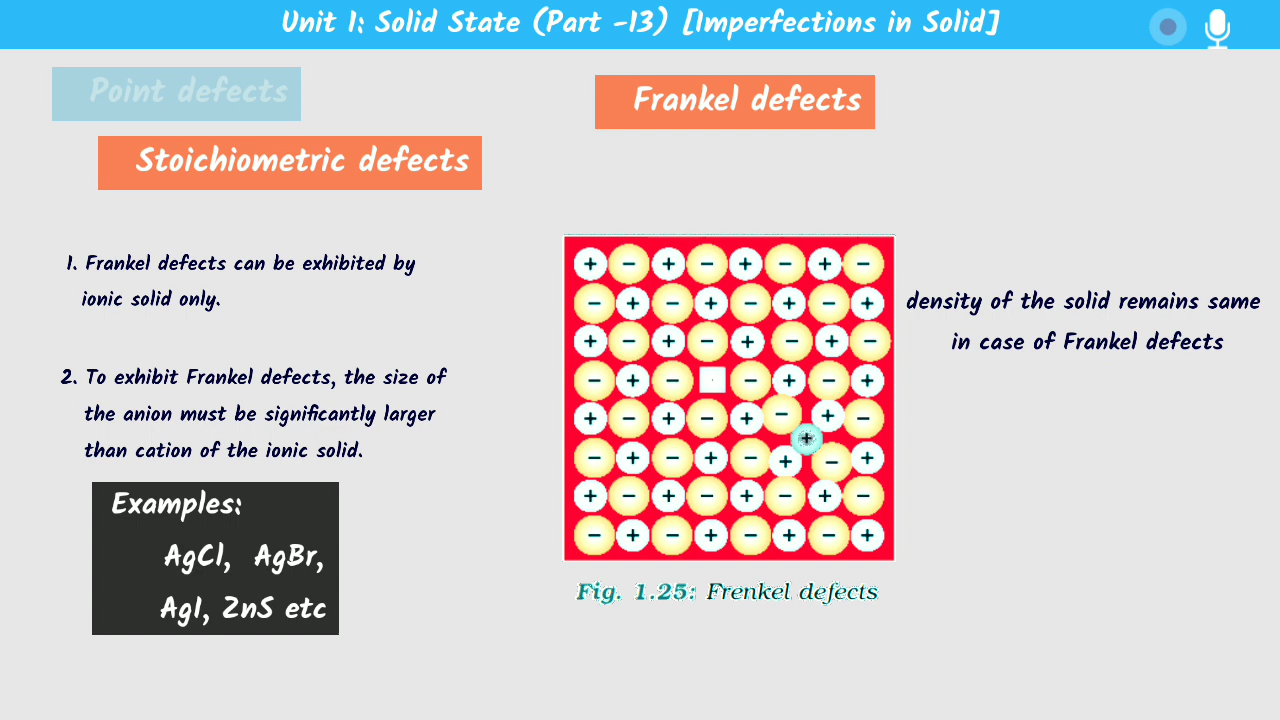 Unit 1: Solid State (Part -13) [Imperfections in Solid]
Point defects
Stoichiometric defects
1. Frankel defects can be exhibited by
ionic solid only.
2. To exhibit Frankel defects, the size of
the anion must be significantly larger
than cation of the ionic solid.
Examples:
AgCl, AgBr,
AgI, ZnS etc
Frankel defects
+ − + − + − + −
− + − + − + − +
+ − + − + − + −
− + − − + − +
+ − + − + − + −
+
− + − + − + − +
+ − + − + − + −
− + − + − + − +
Fig. 1.25: Frenkel defects
density of the solid remains same
in case of Frankel defects